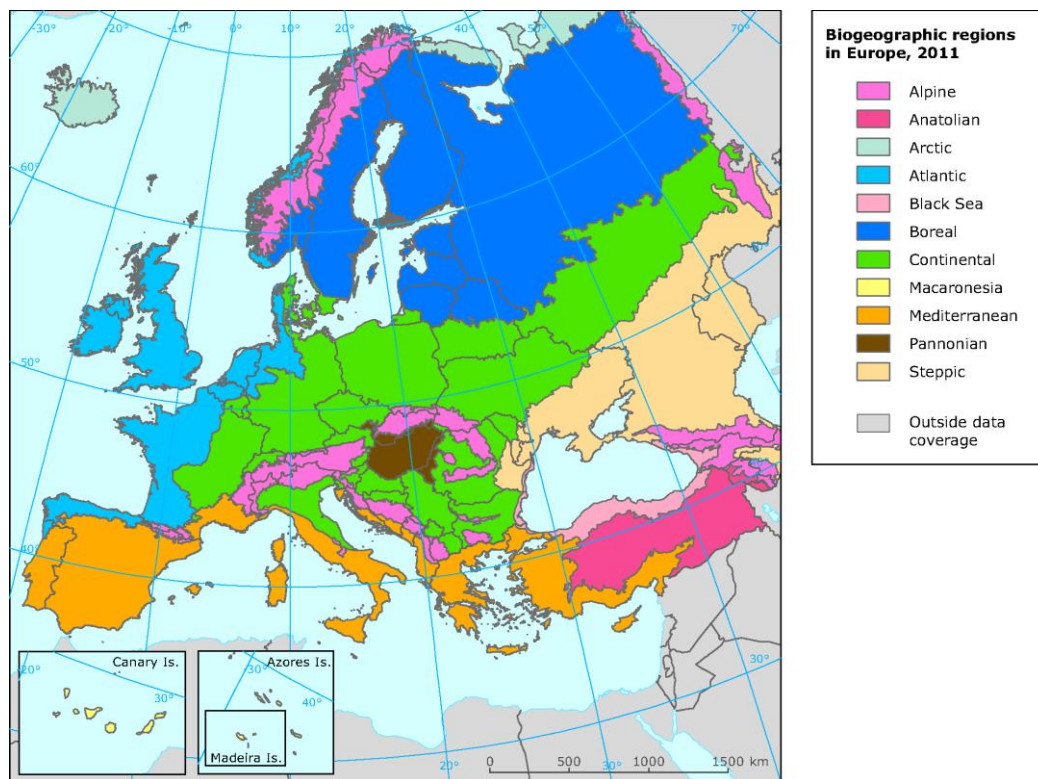 -30°
-20°
-10°
0°
10°
20°
30°
40°
50°
60°
70°
60°
50°
40°
40°
30°
Canary Is.
-20°
30°
Azores Is.
-30°
40°
Madeira Is.
20°
30°
0 500 1000 1500 km
Biogeographic regions
in Europe, 2011
Alpine
Anatolian
Arctic
Atlantic
Black Sea
Boreal
Continental
Macaronesia
Mediterranean
Pannonian
Steppic
Outside data
coverage